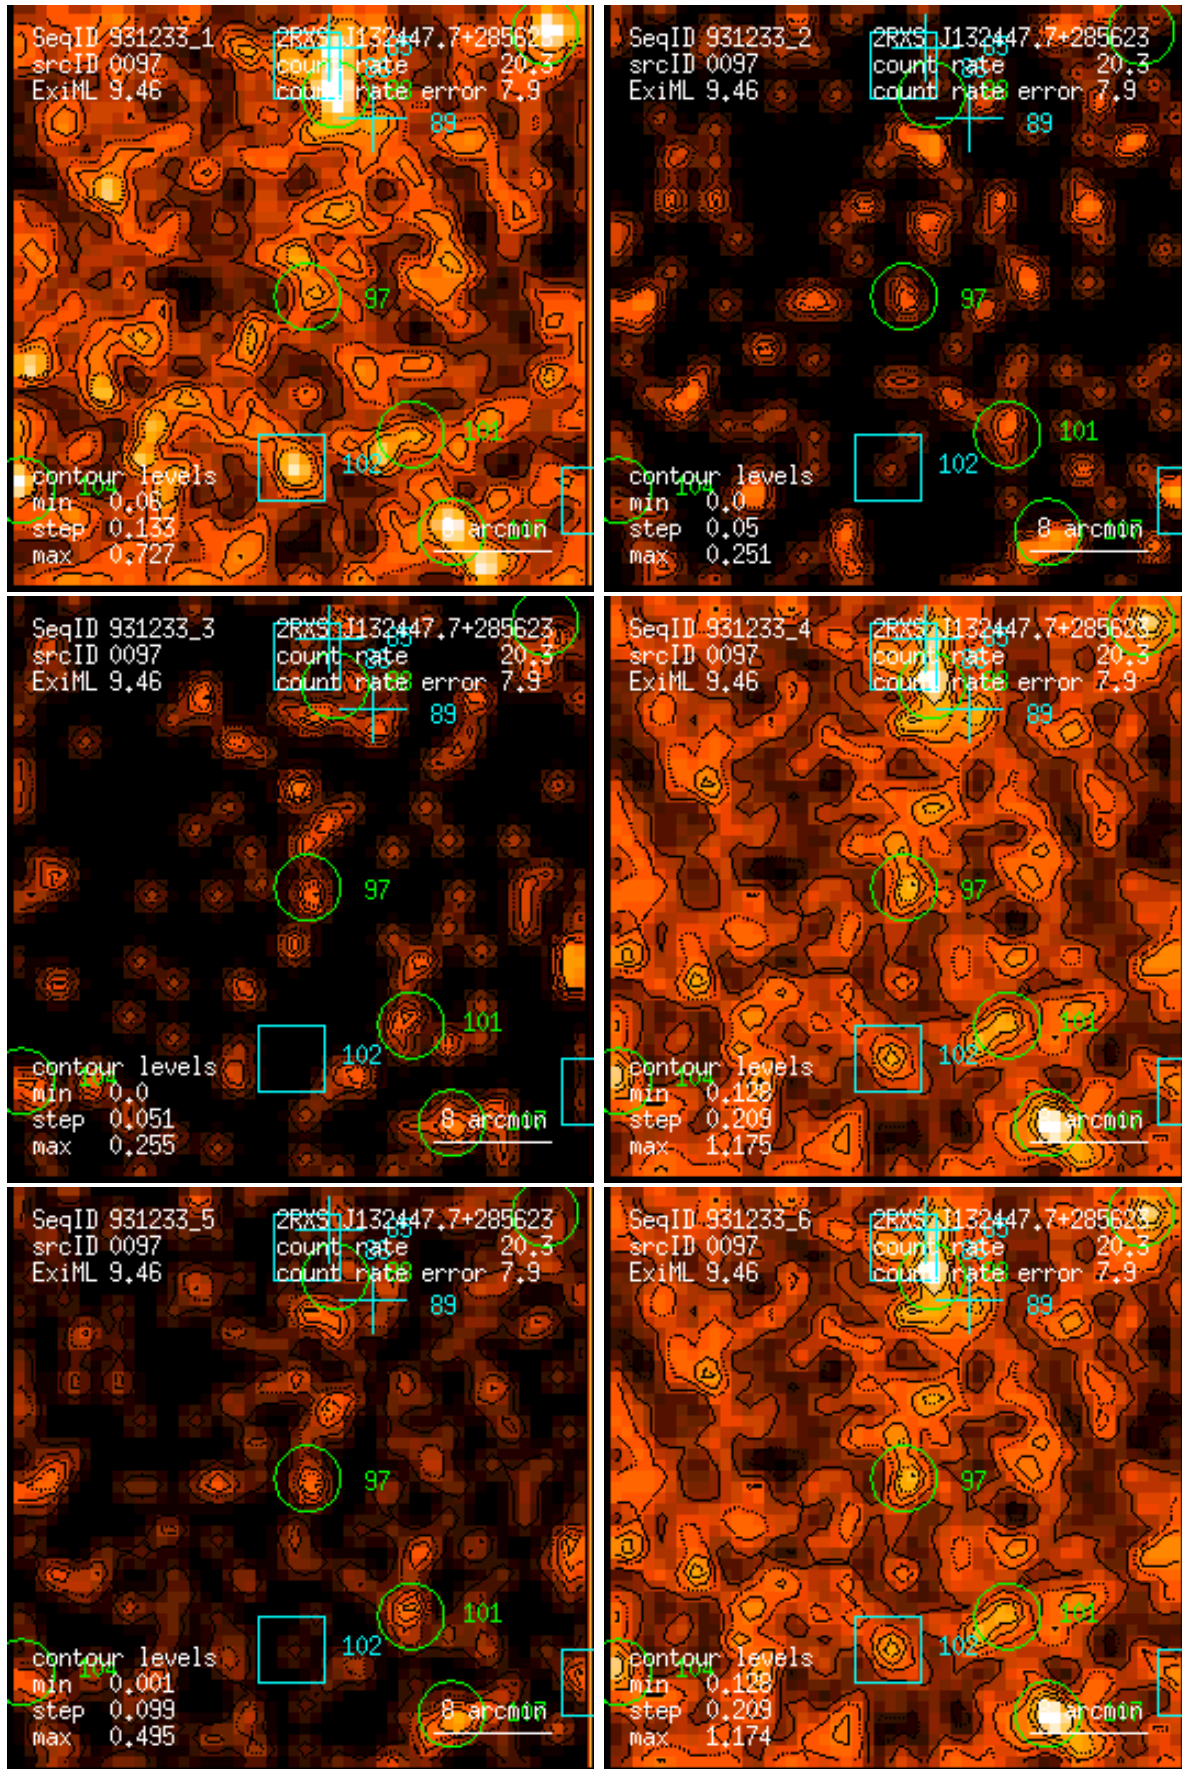 SeqID 931233_1 2RXS J132447.7+285623
srcID 0097 count rate 20.3
ExiML 9.46 count rate error 7.9
89
97
101
102
contour levels
104
min 0.06
step 0.133 8 arcmin
max 0.727
SeqID 931233_2 2RXS J132447.7+285623
srcID 0097 count rate 20.3
ExiML 9.46 count rate error 7.9
89
97
101
102
contour levels
104
min 0.0
step 0.05 8 arcmin
max 0.251
SeqID 931233_3 2RXS J132447.7+285623
srcID 0097 count rate 20.3
ExiML 9.46 count rate error 7.9
89
97
101
contour levels 102
104
min 0.0
step 0.051 8 arcmin
max 0.255
SeqID 931233_4 2RXS J132447.7+285623
srcID 0097 count rate 20.3
ExiML 9.46 count rate error 7.9
89
97
101
contour levels 102
104
min 0.128
step 0.209 8 arcmin
max 1.175
SeqID 931233_5 2RXS J132447.7+285623
srcID 0097 count rate 20.3
ExiML 9.46 count rate error 7.9
89
97
101
contour levels 102
104
min 0.001
step 0.099 8 arcmin
max 0.495
SeqID 931233_6 2RXS J132447.7+285623
srcID 0097 count rate 20.3
ExiML 9.46 count rate error 7.9
89
97
101
contour levels 102
104
min 0.128
step 0.209 8 arcmin
max 1.174